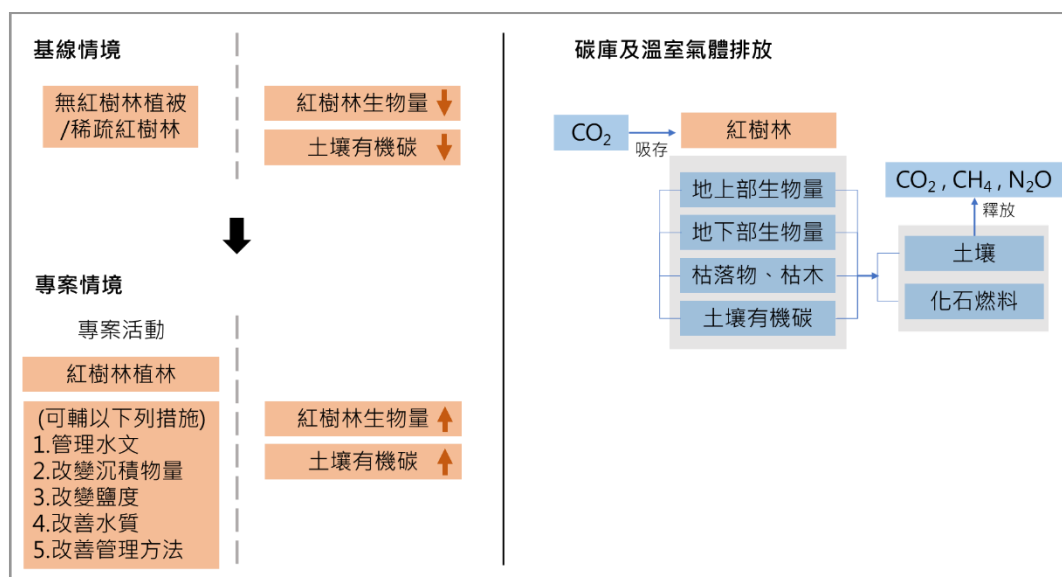 基線情境
無紅樹林植被
/稀疏紅樹林
紅樹林生物量
土壤有機碳
專案情境
專案活動
紅樹林植林
(可輔以下列措施)
1.管理水文
2.改變沉積物量
3.改變鹽度
4.改善水質
5.改善管理方法
紅樹林生物量
土壤有機碳
碳庫及溫室氣體排放
CO₂
吸存
紅樹林
地上部生物量
地下部生物量
枯落物、枯木
土壤有機碳
CO₂ , CH₄ , N₂O
釋放
土壤
化石燃料